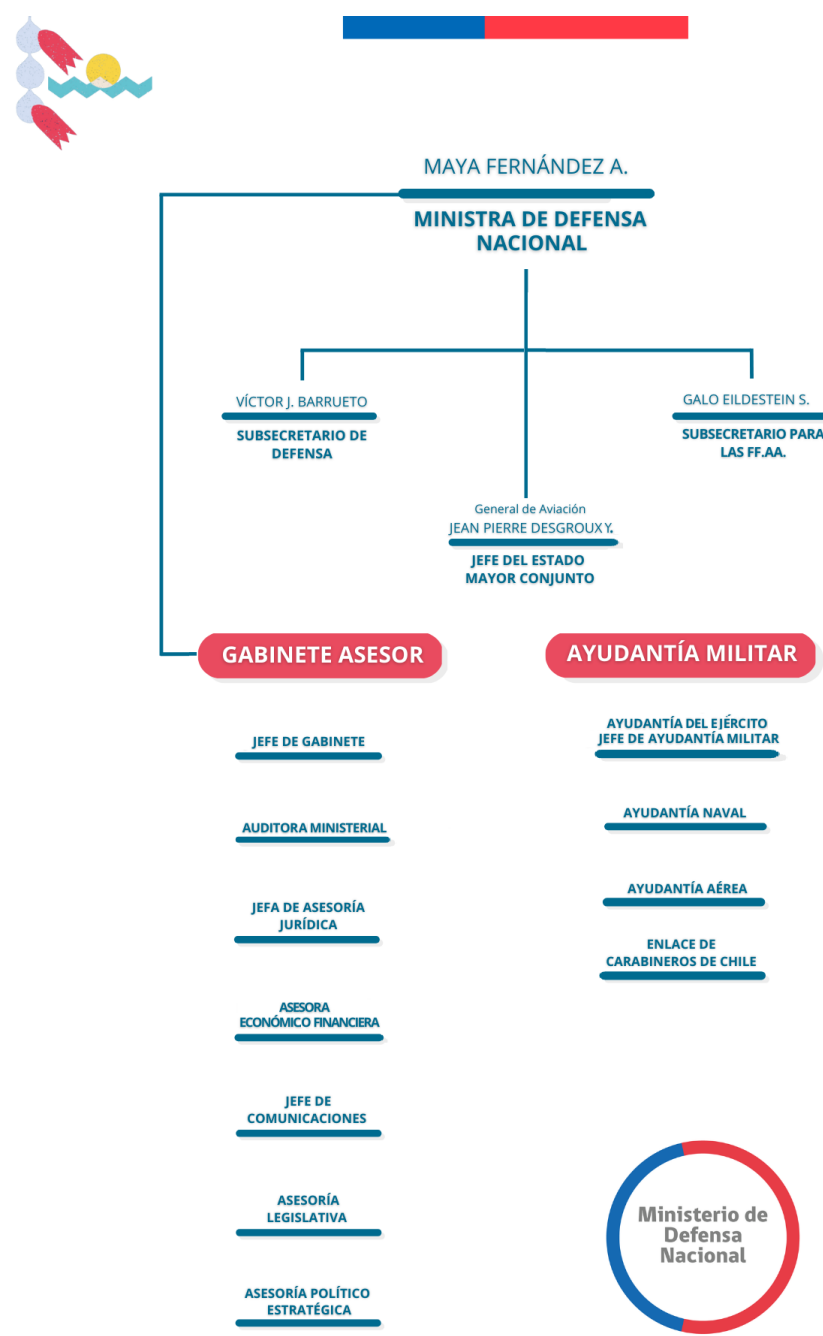 MAYA FERNÁNDEZ A.
MINISTRA DE DEFENSA
NACIONAL
VÍCTOR J. BARRUETO
SUBSECRETARIO DE
DEFENSA
GALO EILDESTEIN S.
SUBSECRETARIO PARA
LAS FF.AA.
General de Aviación
JEAN PIERRE DESGROUX Y.
JEFE DEL ESTADO
MAYOR CONJUNTO
GABINETE ASESOR
JEFE DE GABINETE
AUDITORA MINISTERIAL
JEFA DE ASESORÍA
JURÍDICA
ASESORA
ECONÓMICO FINANCIERA
JEFE DE
COMUNICACIONES
ASESORÍA
LEGISLATIVA
ASESORÍA POLÍTICO
ESTRATÉGICA
AYUDANTÍA MILITAR
AYUDANTÍA DEL EJÉRCITO
JEFE DE AYUDANTÍA MILITAR
AYUDANTÍA NAVAL
AYUDANTÍA AÉREA
ENLACE DE
CARABINEROS DE CHILE
Ministerio de
Defensa
Nacional